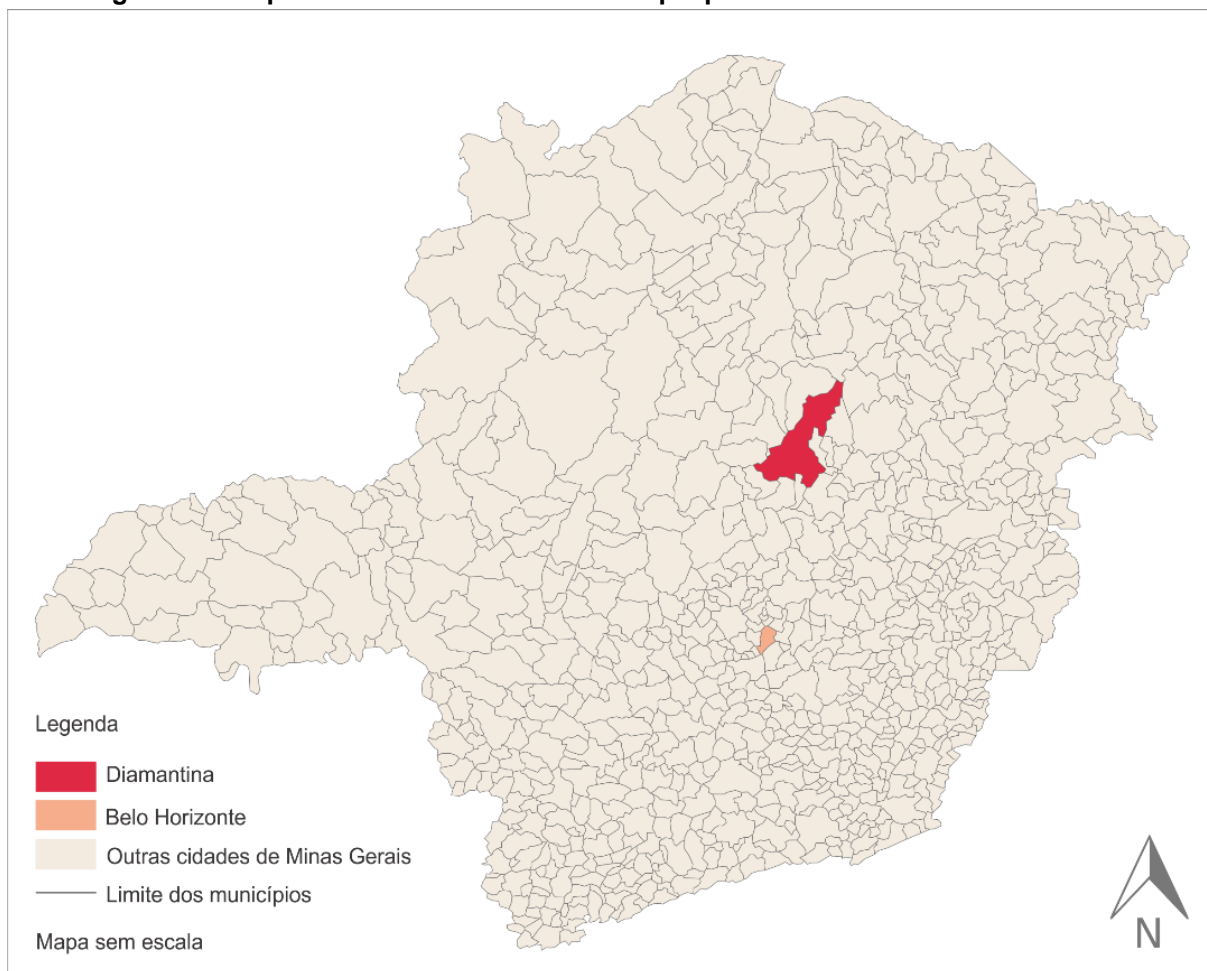 Legenda
Diamantina
Belo Horizonte
Outras cidades de Minas Gerais
Limite dos municípios
Mapa sem escala
N